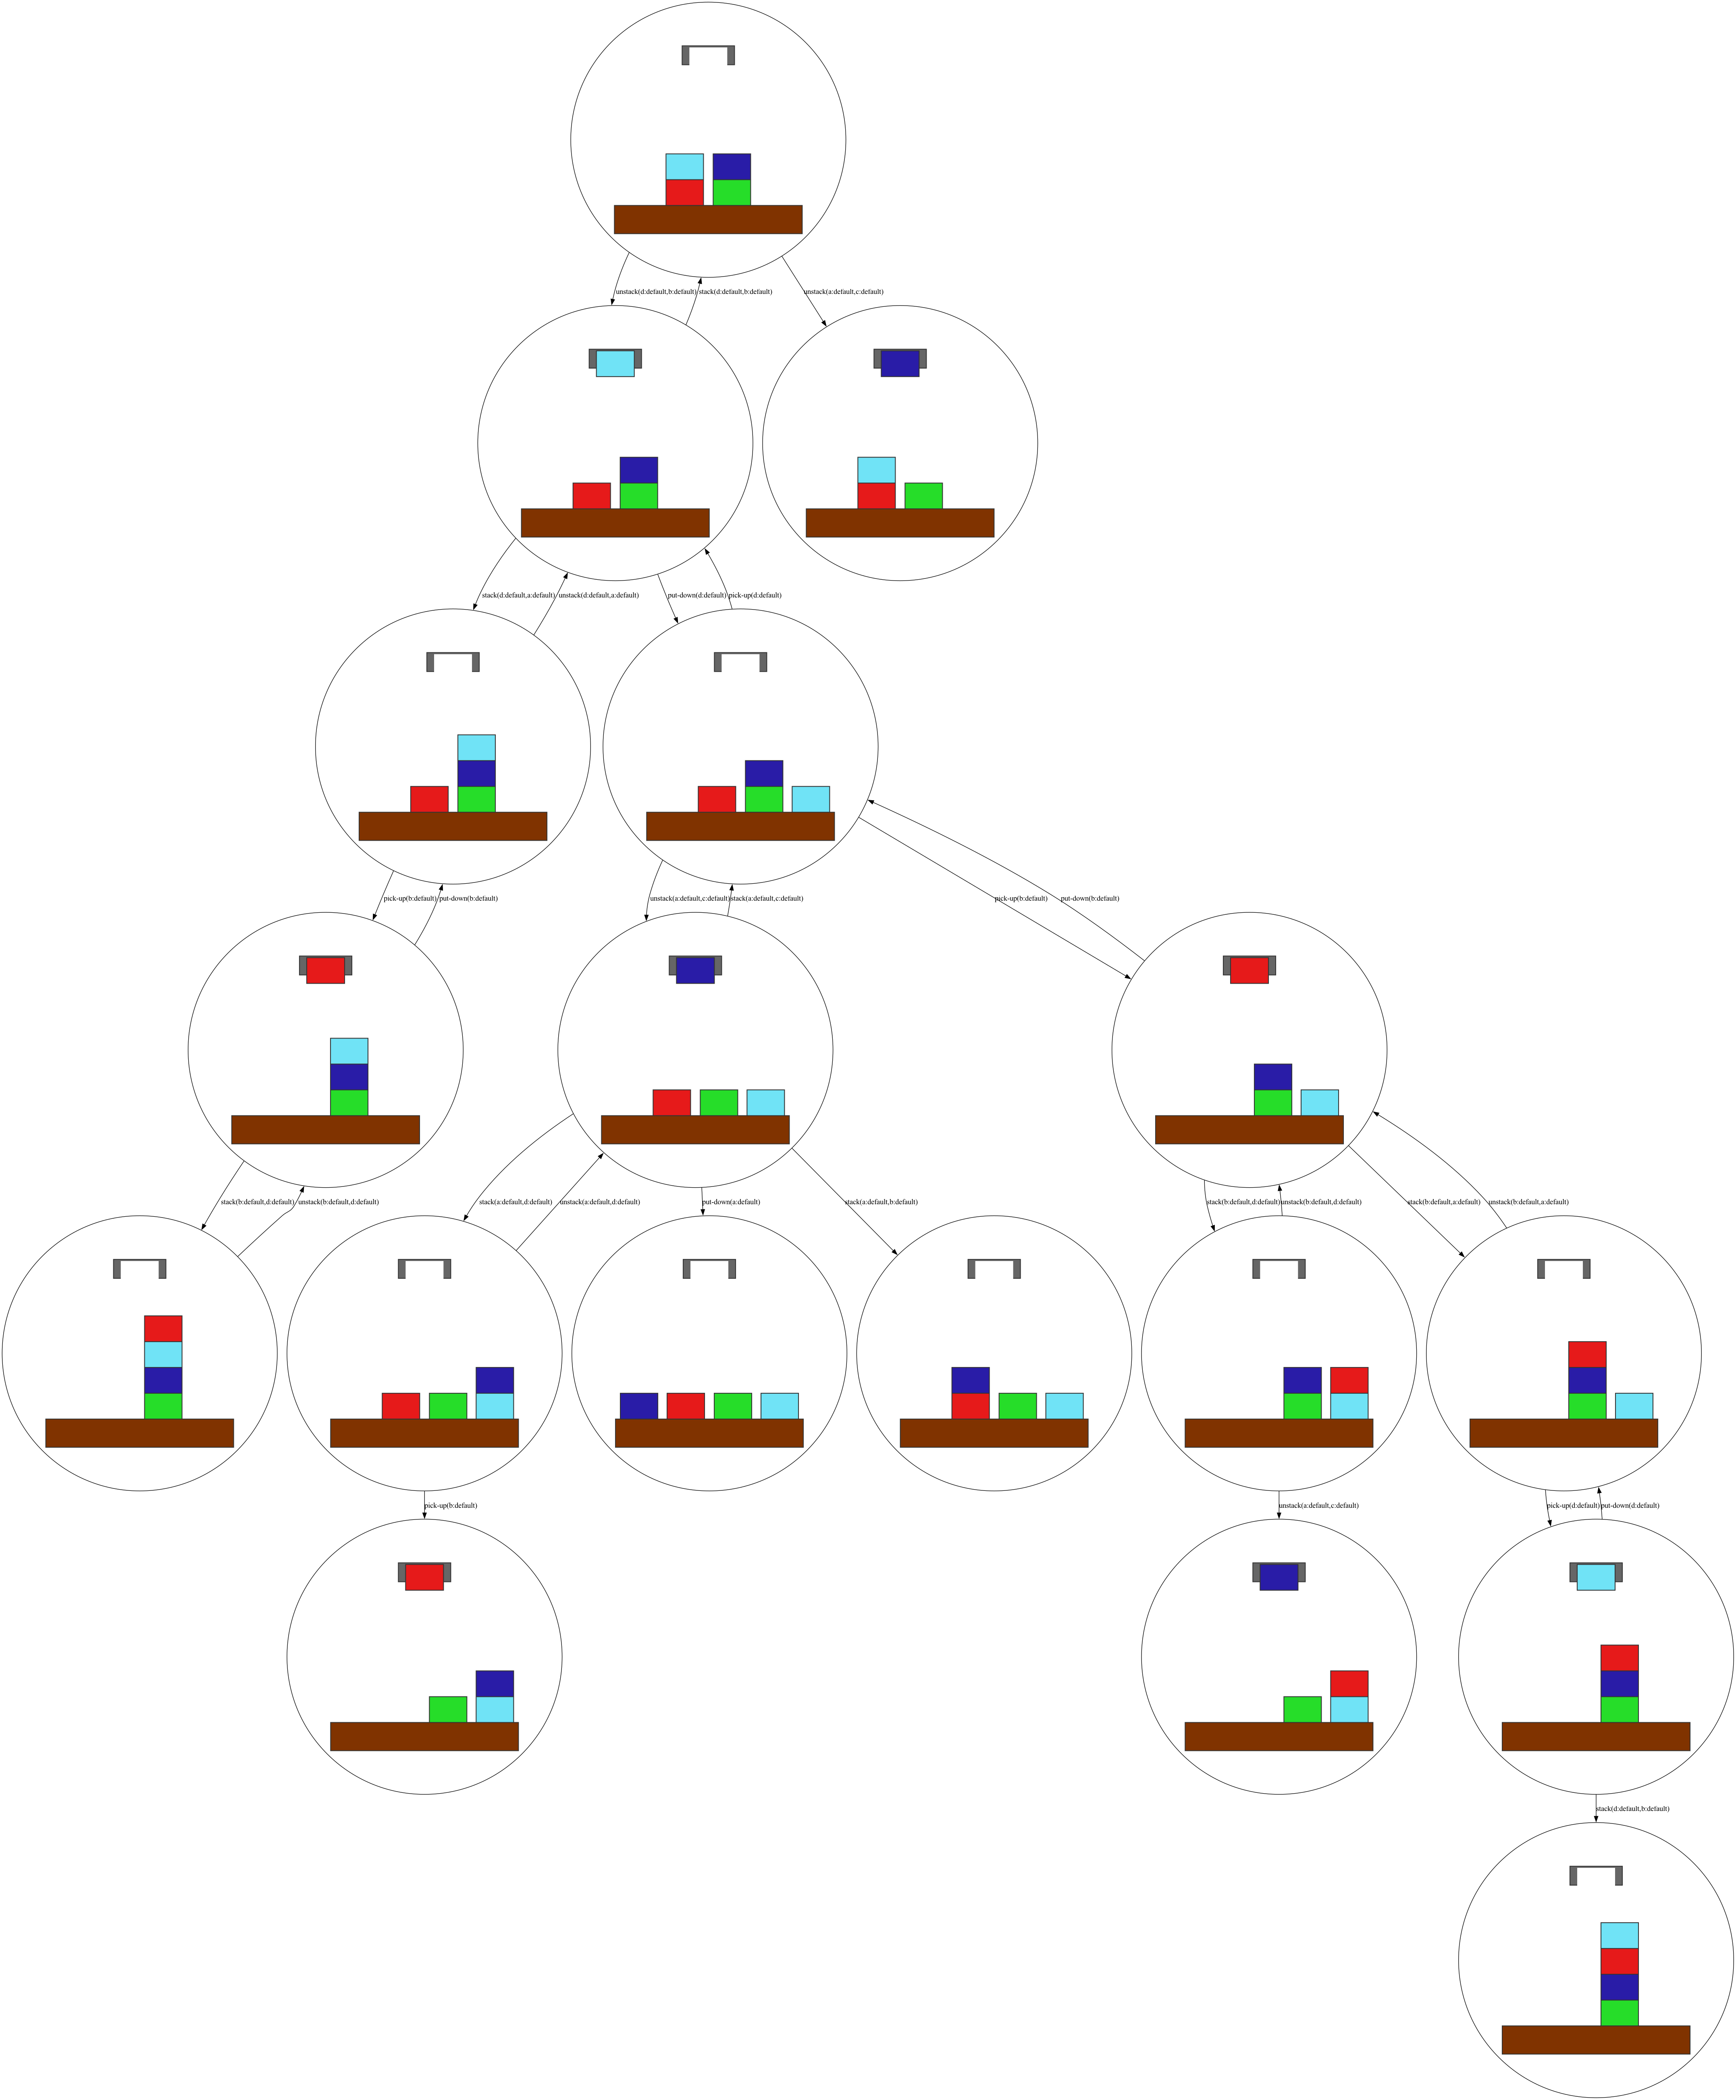 unstack(d:default,b:default)
stack(d:default,b:default)
unstack(a:default,c:default)
stack(d:default,a:default)
unstack(d:default,a:default)
put-down(d:default)
pick-up(d:default)
pick-up(b:default)
put-down(b:default)
unstack(a:default,c:default)
stack(a:default,c:default)
pick-up(b:default)
put-down(b:default)
stack(b:default,d:default)
unstack(b:default,d:default)
stack(a:default,d:default)
unstack(a:default,d:default)
put-down(a:default)
stack(a:default,b:default)
stack(b:default,d:default)
unstack(b:default,d:default)
stack(b:default,a:default)
unstack(b:default,a:default)
pick-up(b:default)
unstack(a:default,c:default)
pick-up(d:default)
put-down(d:default)
stack(d:default,b:default)